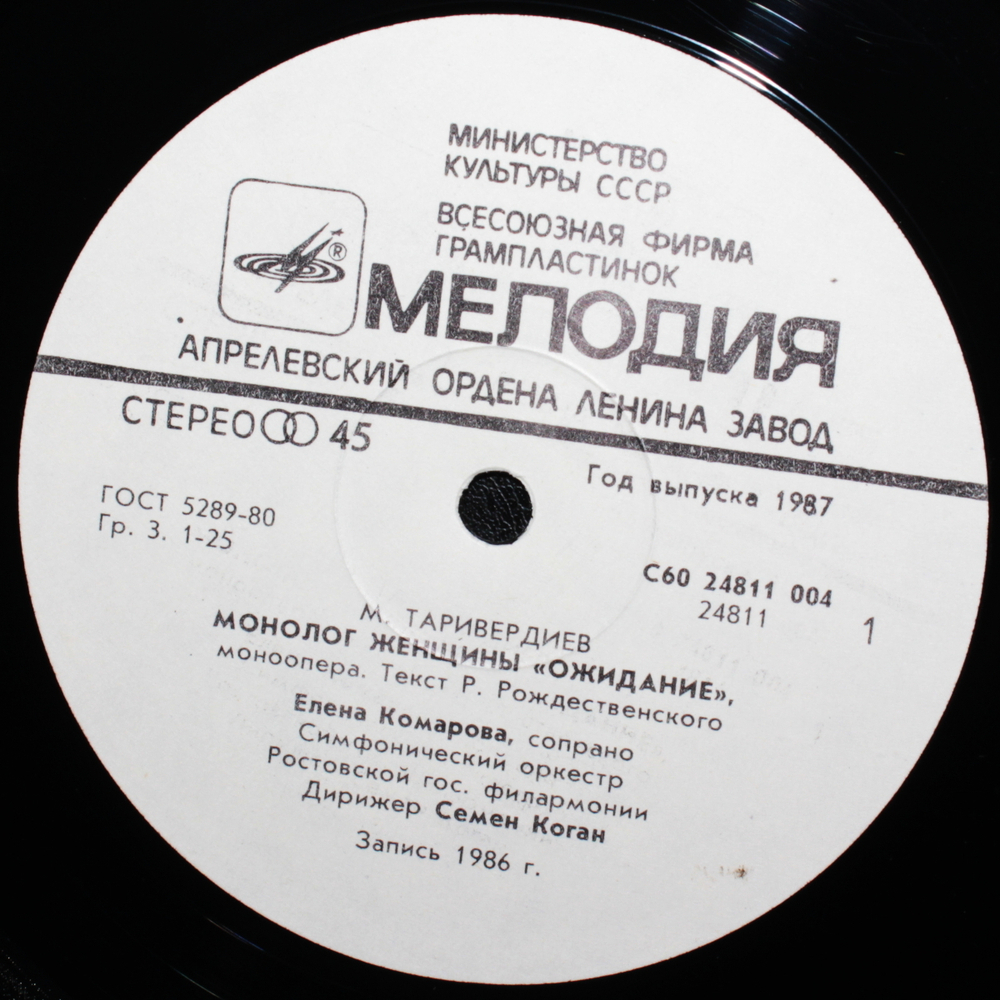 МИНИСТЕРСТВО
КУЛЬТУРЫ СССР
ВСЕСОЮЗНАЯ ФИРМА
ГРАМПЛАСТИНОК
®
МЕЛОДИЯ
АПРЕЛЕВСКИЙ ОРДЕНА ЛЕНИНА ЗАВОД
СТЕРЕО 45
Год выпуска 1987
ГОСТ 5289-80
Гр. 3. 1-25
С60 24811 004
24811
1
М. ТАРИВЕРДИЕВ
МОНОЛОГ ЖЕНЩИНЫ «ОЖИДАНИЕ»,
моноопера. Текст Р. Рождественского
Елена Комарова, сопрано
Симфонический оркестр
Ростовской гос. филармонии
Дирижер Семен Коган
Запись 1986 г.